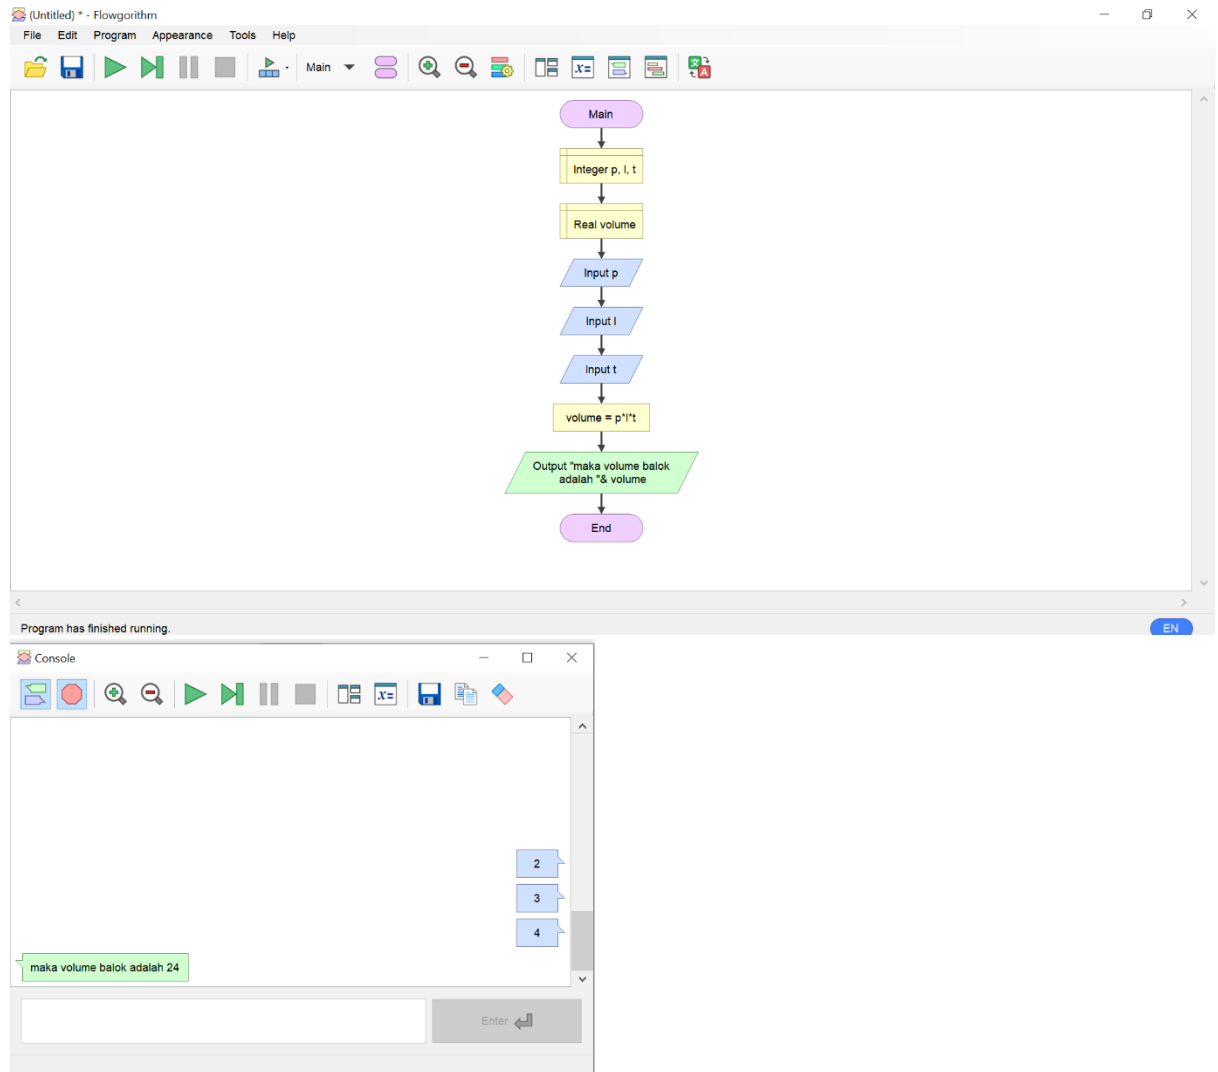 (Untitled) * - Flowgorithm
File Edit Program Appearance Tools Help
Main
Main
Integer p, l, t
Real volume
Input p
Input l
Input t
volume = p*l*t
Output "maka volume balok
adalah "& volume
End
Program has finished running.
EN
Console
2
3
4
maka volume balok adalah 24
Enter